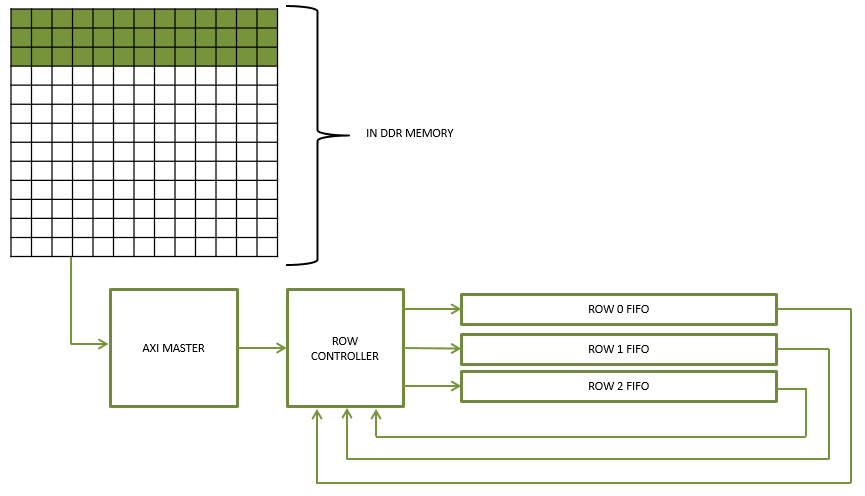 IN DDR MEMORY
AXI MASTER
ROW
CONTROLLER
ROW 0 FIFO
ROW 1 FIFO
ROW 2 FIFO